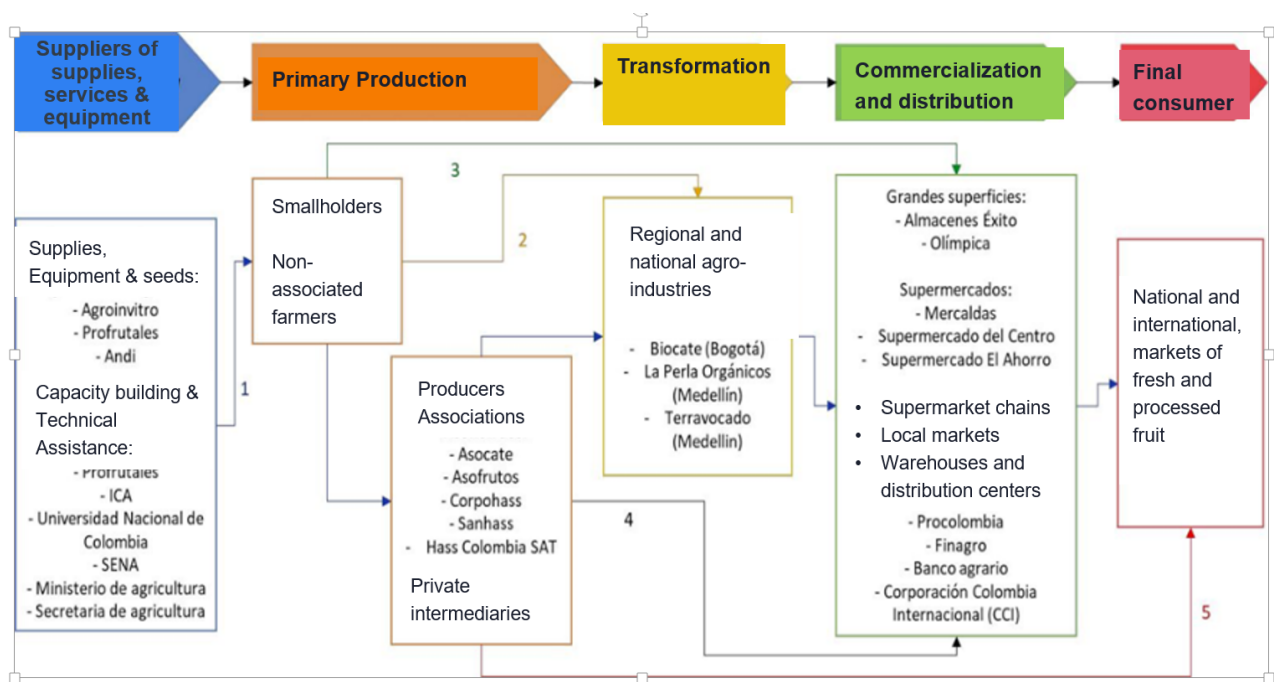 Suppliers of
supplies,
services &
equipment
Primary Production
Transformation
Commercialization
and distribution
Final
consumer
Supplies,
Equipment & seeds:
- Agroinvitro
- Profrutales
- Andi
Capacity building &
Technical
Assistance:
- Profrutales
- ICA
- Universidad Nacional de
Colombia
- SENA
- Ministerio de agricultura
- Secretaria de agricultura
1
Smallholders
Non-
associated
farmers
3
2
Producers
Associations
- Asocate
- Asofrutos
- Corpohass
- Sanhass
- Hass Colombia SAT
Private
intermediaries
4
Regional and
national agro-
industries
- Biocate (Bogotá)
- La Perla Orgánicos
(Medellín)
- Terravocado
(Medellin)
Grandes superficies:
- Almacenes Éxito
- Olímpica
Supermercados:
- Mercaldas
- Supermercado del Centro
- Supermercado El Ahorro
• Supermarket chains
• Local markets
• Warehouses and
distribution centers
- Procolombia
- Finagro
- Banco agrario
- Corporación Colombia
Internacional (CCI)
National and
international,
markets of
fresh and
processed
fruit
5